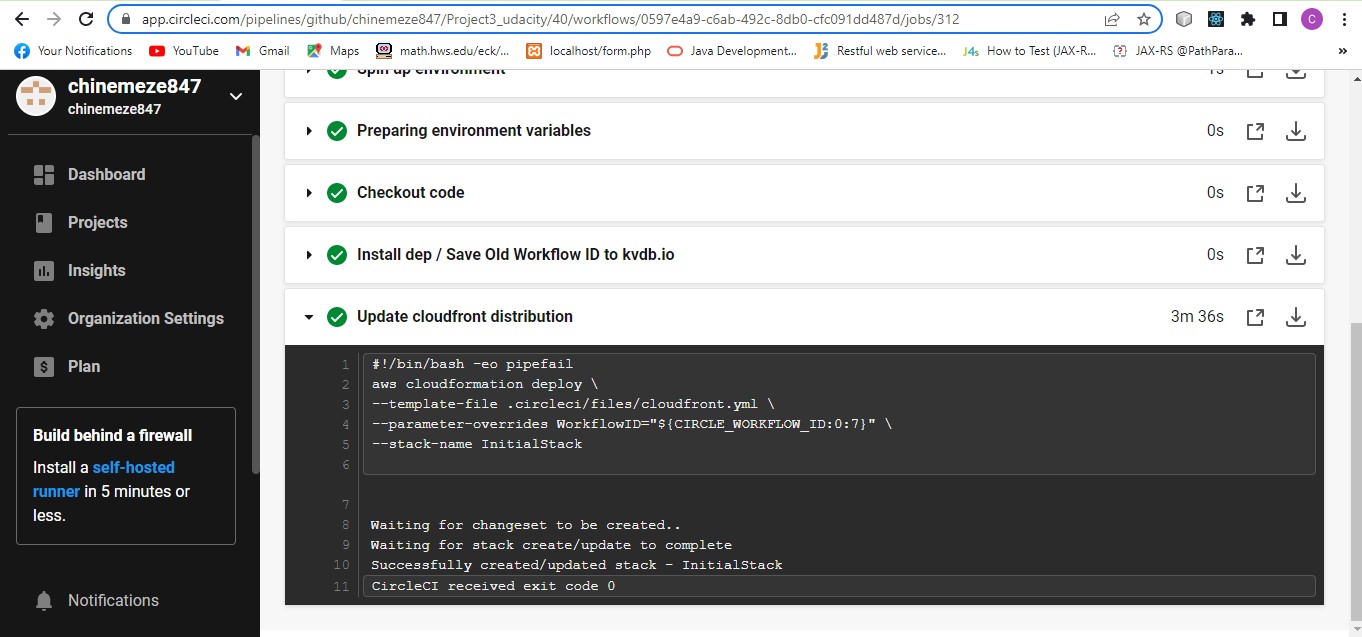 app.circleci.com/pipelines/github/chinemeze847/Project3_udacity/40/workflows/0597e4a9-c6ab-492c-8db0-cfc091dd487d/jobs/312
C
Your Notifications
YouTube
Gmail
Maps
math.hws.edu/eck/...
localhost/form.php
Java Development...
Restful web service...
J4s How to Test (JAX-R...
JAX-RS @PathPara...
»
chinemeze847
chinemeze847
Dashboard
Projects
Insights
Organization Settings
Plan
Build behind a firewall
Install a self-hosted
runner in 5 minutes or
less.
Notifications
Spin up environment 1s
Preparing environment variables 0s
Checkout code 0s
Install dep / Save Old Workflow ID to kvdb.io 0s
Update cloudfront distribution 3m 36s
1 #!/bin/bash -eo pipefail
2 aws cloudformation deploy \
3 --template-file .circleci/files/cloudfront.yml \
4 --parameter-overrides WorkflowID="${CIRCLE_WORKFLOW_ID:0:7}" \
5 --stack-name InitialStack
6
7
8 Waiting for changeset to be created..
9 Waiting for stack create/update to complete
10 Successfully created/updated stack - InitialStack
11 CircleCI received exit code 0